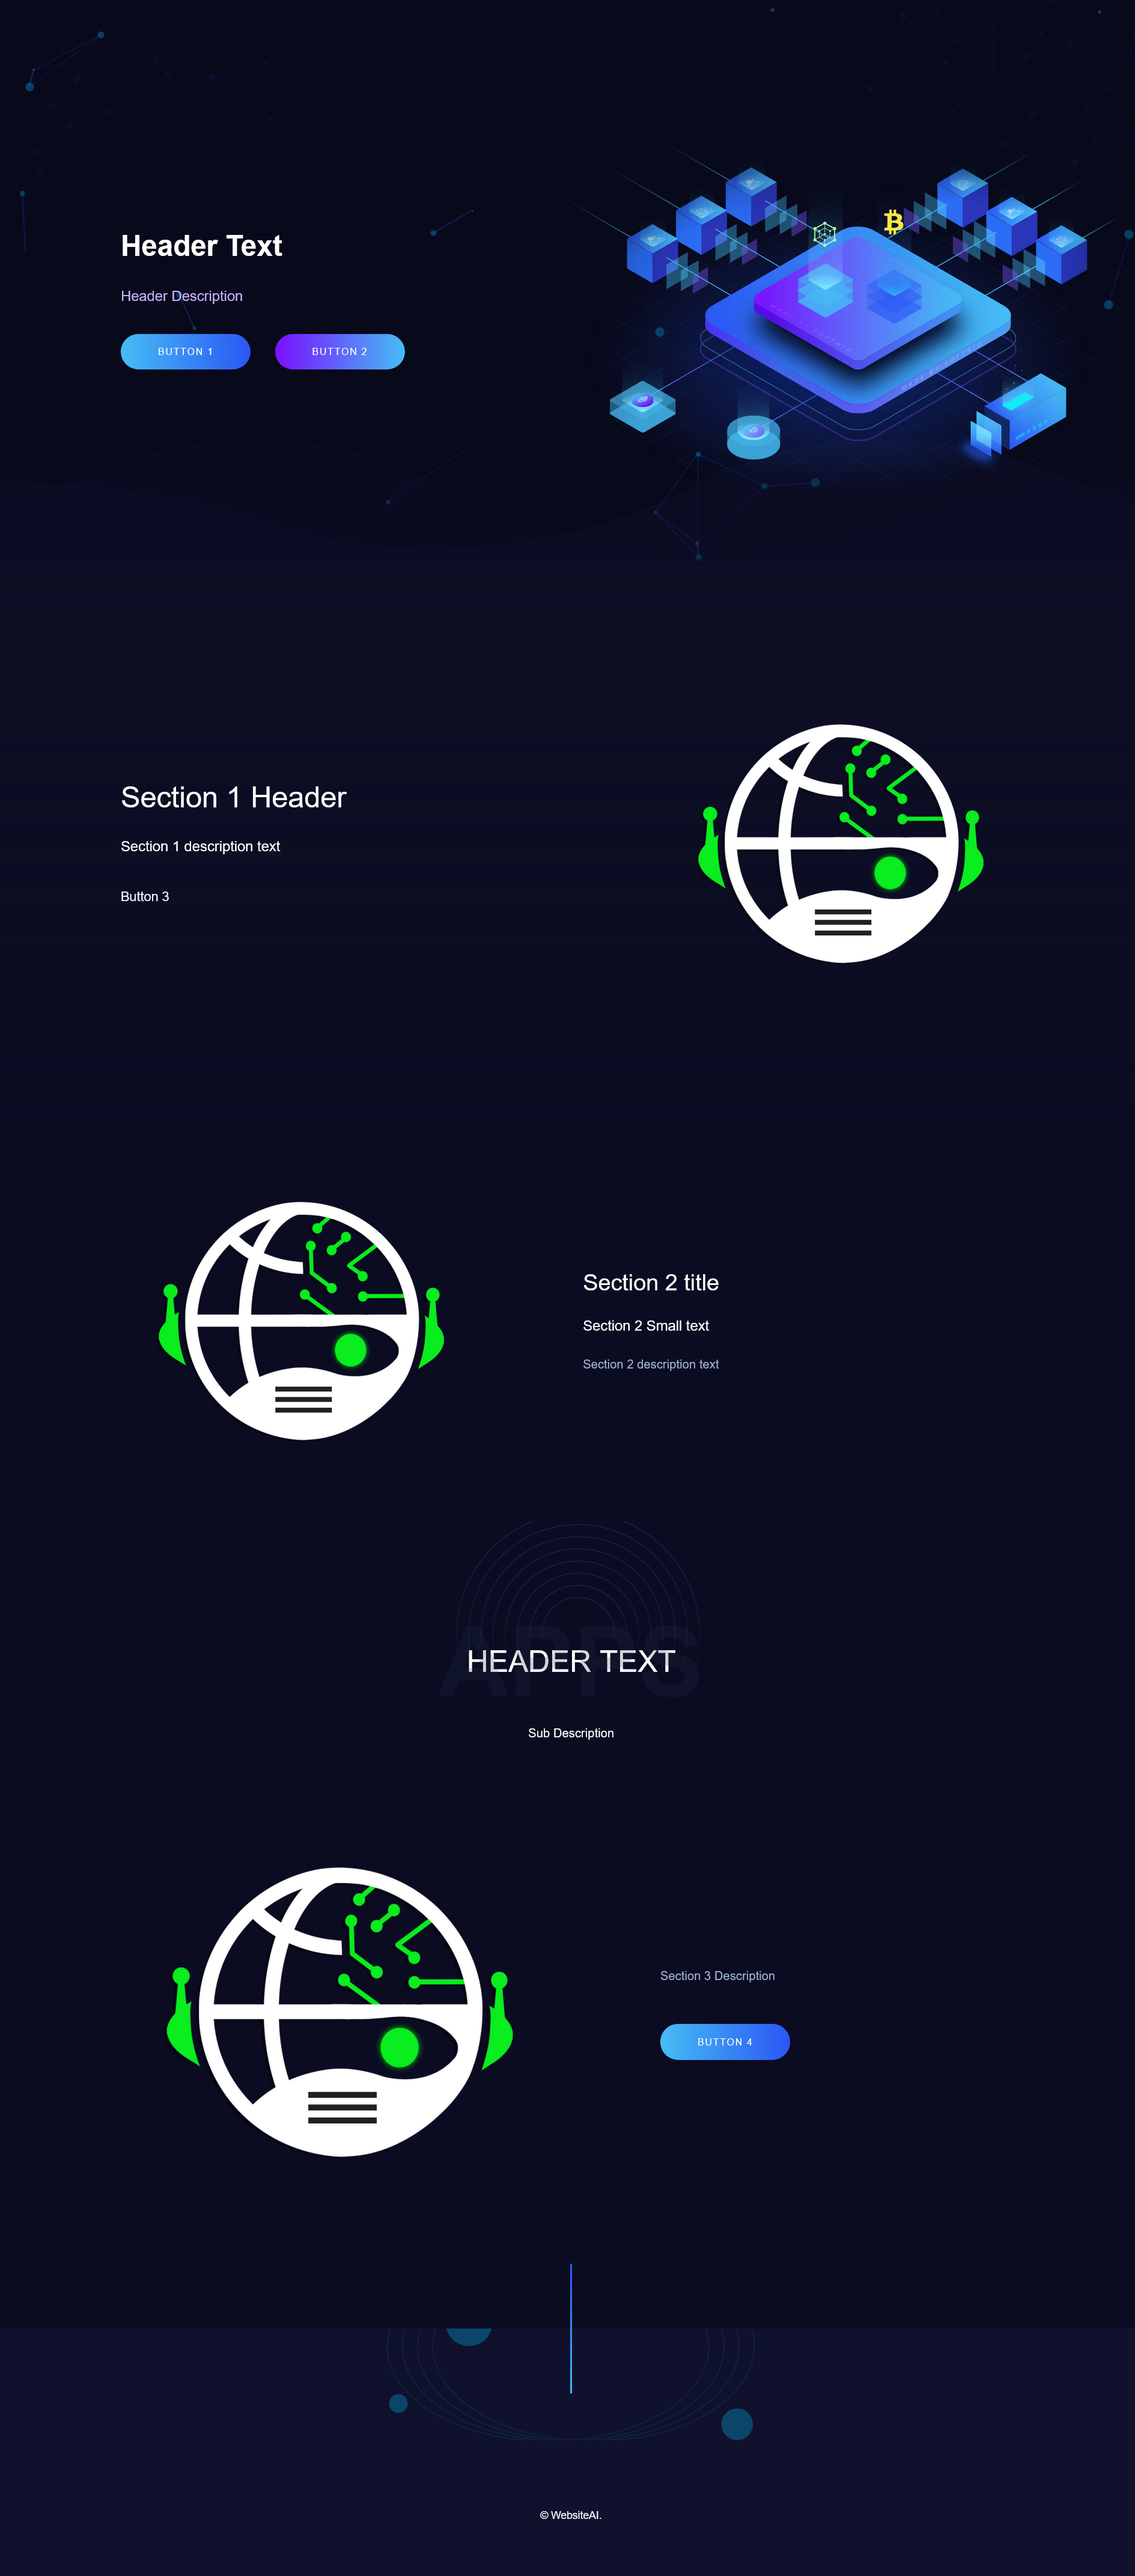 Header Text
Header Description
BUTTON 1
BUTTON 2
Section 1 Header
Section 1 description text
Button 3
Section 2 title
Section 2 Small text
Section 2 description text
APPS
HEADER TEXT
Sub Description
Section 3 Description
BUTTON 4
© WebsiteAI.